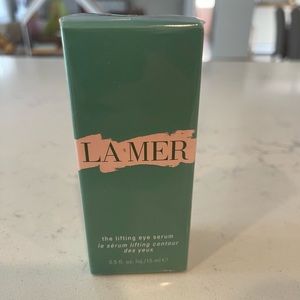 LA MER
the lifting eye serum
le sérum lifting contour
des yeux
0.5 fl. oz. liq./15 ml ℮